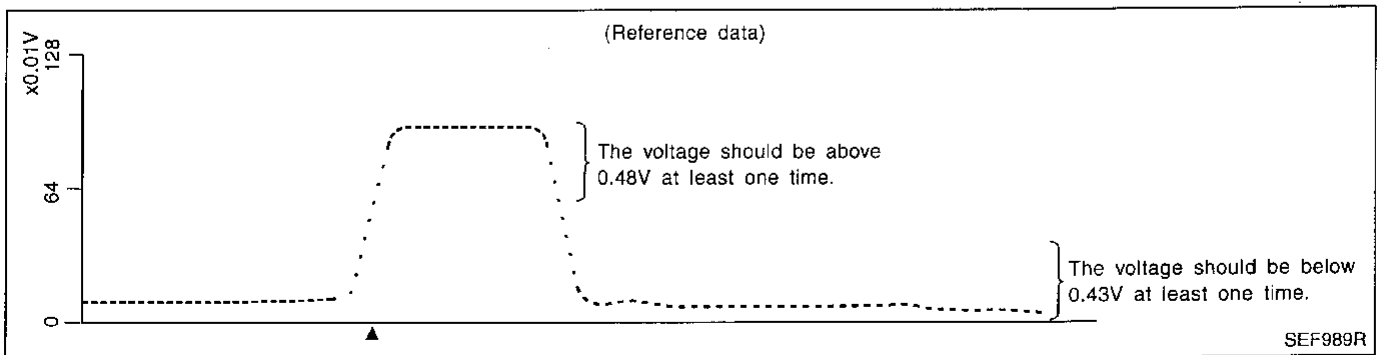 (Reference data)
x0.01V
128
64
0
The voltage should be above
0.48V at least one time.
The voltage should be below
0.43V at least one time.
SEF989R